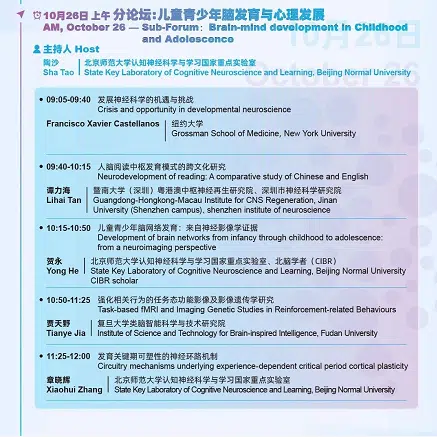 10月26日 上午 分论坛:儿童青少年脑发育与心理发展
AM, October 26 — Sub-Forum: Brain-mind development in Childhood
and Adolescence
主持人 Host
陶沙 北京师范大学认知神经科学与学习国家重点实验室
Sha Tao State Key Laboratory of Cognitive Neuroscience and Learning, Beijing Normal University
09:05-09:40 发展神经科学的机遇与挑战
Crisis and opportunity in developmental neuroscience
Francisco Xavier Castellanos 纽约大学
Grossman School of Medicine, New York University
09:40-10:15 人脑阅读中枢发育模式的跨文化研究
Neurodevelopment of reading: A comparative study of Chinese and English
谭力海 暨南大学（深圳）粤港澳中枢神经再生研究院、深圳市神经科学研究院
Lihai Tan Guangdong-Hongkong-Macau Institute for CNS Regeneration, Jinan
University (Shenzhen campus), shenzhen institute of neuroscience
10:15-10:50 儿童青少年脑网络发育：来自神经影像学证据
Development of brain networks from infancy through childhood to adolescence:
from a neuroimaging perspective
贺永 北京师范大学认知神经科学与学习国家重点实验室、北脑学者（CIBR）
Yong He State Key Laboratory of Cognitive Neuroscience and Learning, Beijing Normal University
CIBR scholar
10:50-11:25 强化相关行为的任务态功能影像及影像遗传学研究
Task-based fMRI and Imaging Genetic Studies in Reinforcement-related Behaviours
贾天野 复旦大学类脑智能科学与技术研究院
Tianye Jia Institute of Science and Technology for Brain-inspired Intelligence, Fudan University
11:25-12:00 发育关键期可塑性的神经环路机制
Circuitry mechanisms underlying experience-dependent critical period cortical plasticity
章晓辉 北京师范大学认知神经科学与学习国家重点实验室
Xiaohui Zhang State Key Laboratory of Cognitive Neuroscience and Learning, Beijing Normal University
10月26日
October 26